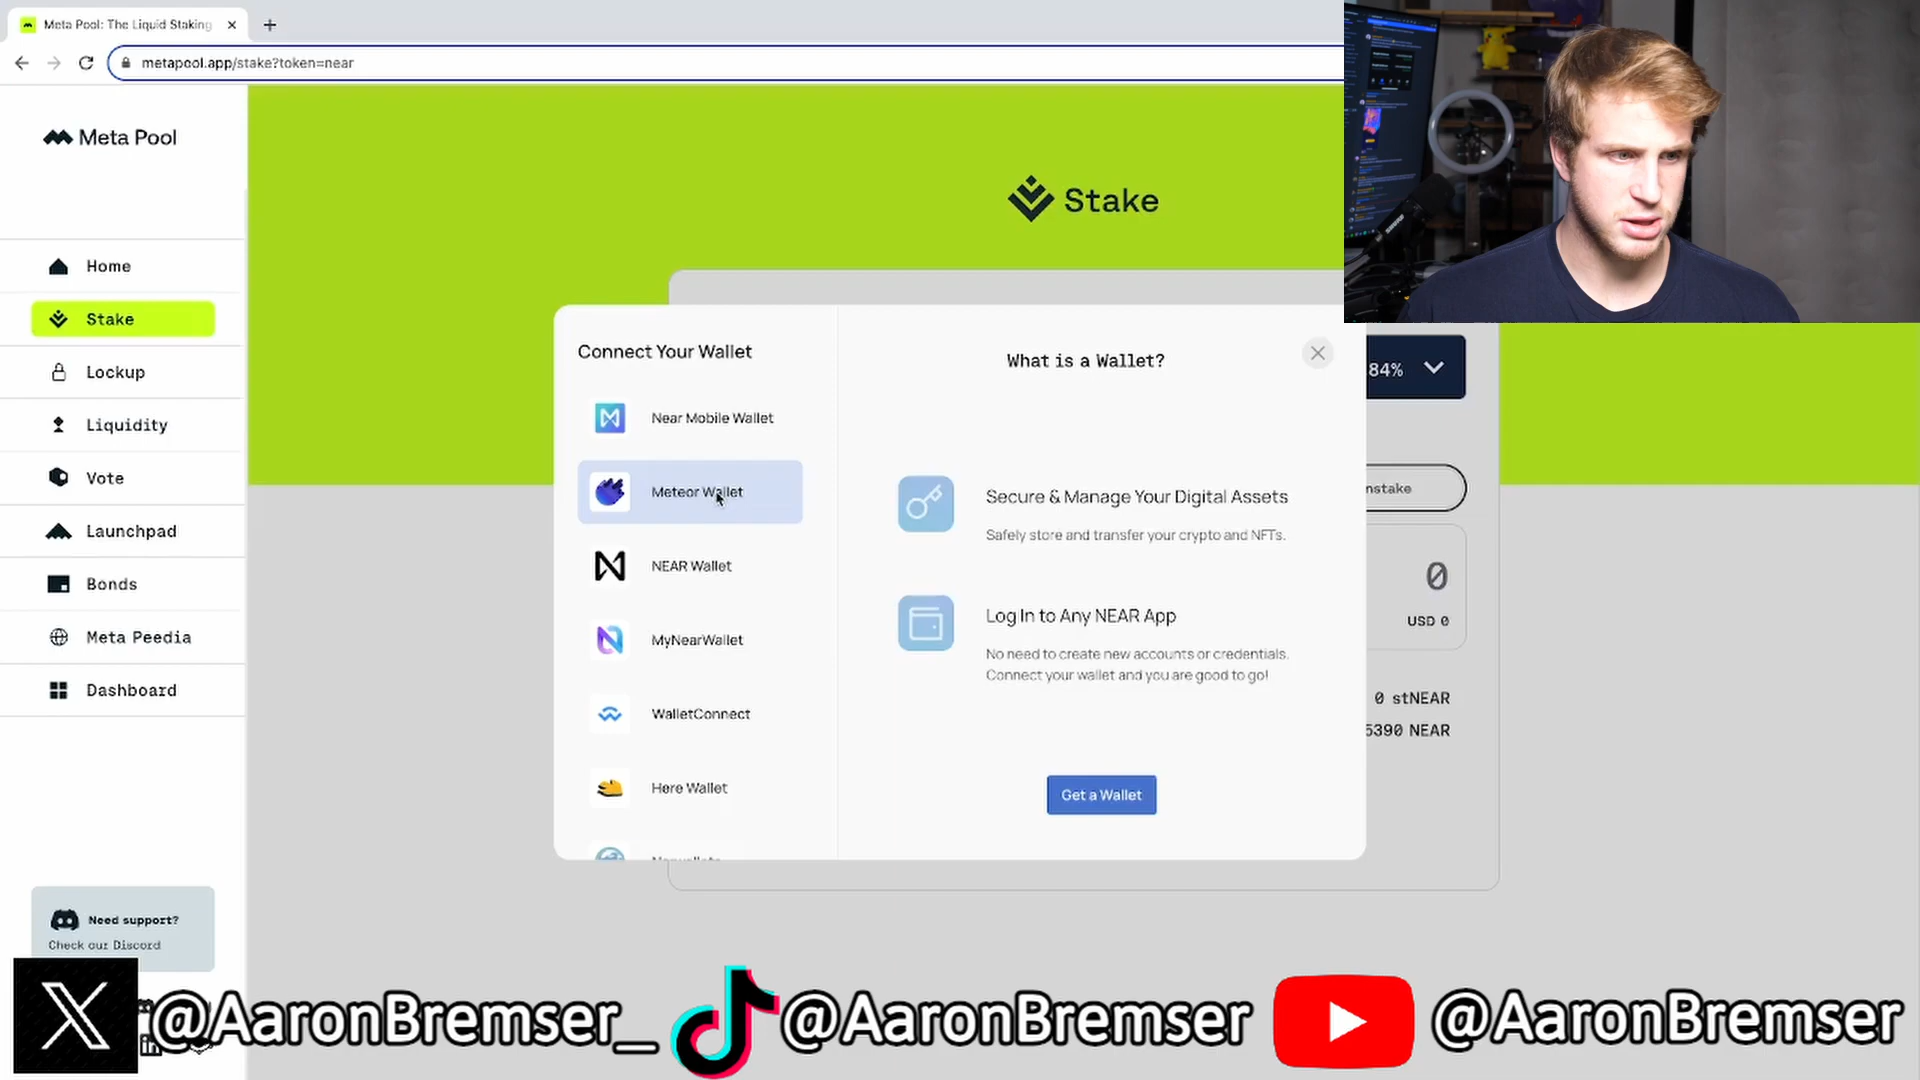 Meta Pool: The Liquid Staking
metapool.app/stake?token=near
Meta Pool
Home
Stake
Lockup
Liquidity
Vote
Launchpad
Bonds
Meta Peedia
Dashboard
Need support?
Check our Discord
Stake
84%
nstake
0
USD 0
0 stNEAR
5390 NEAR
Connect Your Wallet
Near Mobile Wallet
Meteor Wallet
NEAR Wallet
MyNearWallet
WalletConnect
Here Wallet
What is a Wallet?
Secure & Manage Your Digital Assets
Safely store and transfer your crypto and NFTs.
Log In to Any NEAR App
No need to create new accounts or credentials.
Connect your wallet and you are good to go!
Get a Wallet
@AaronBremser_
@AaronBremser
@AaronBremser